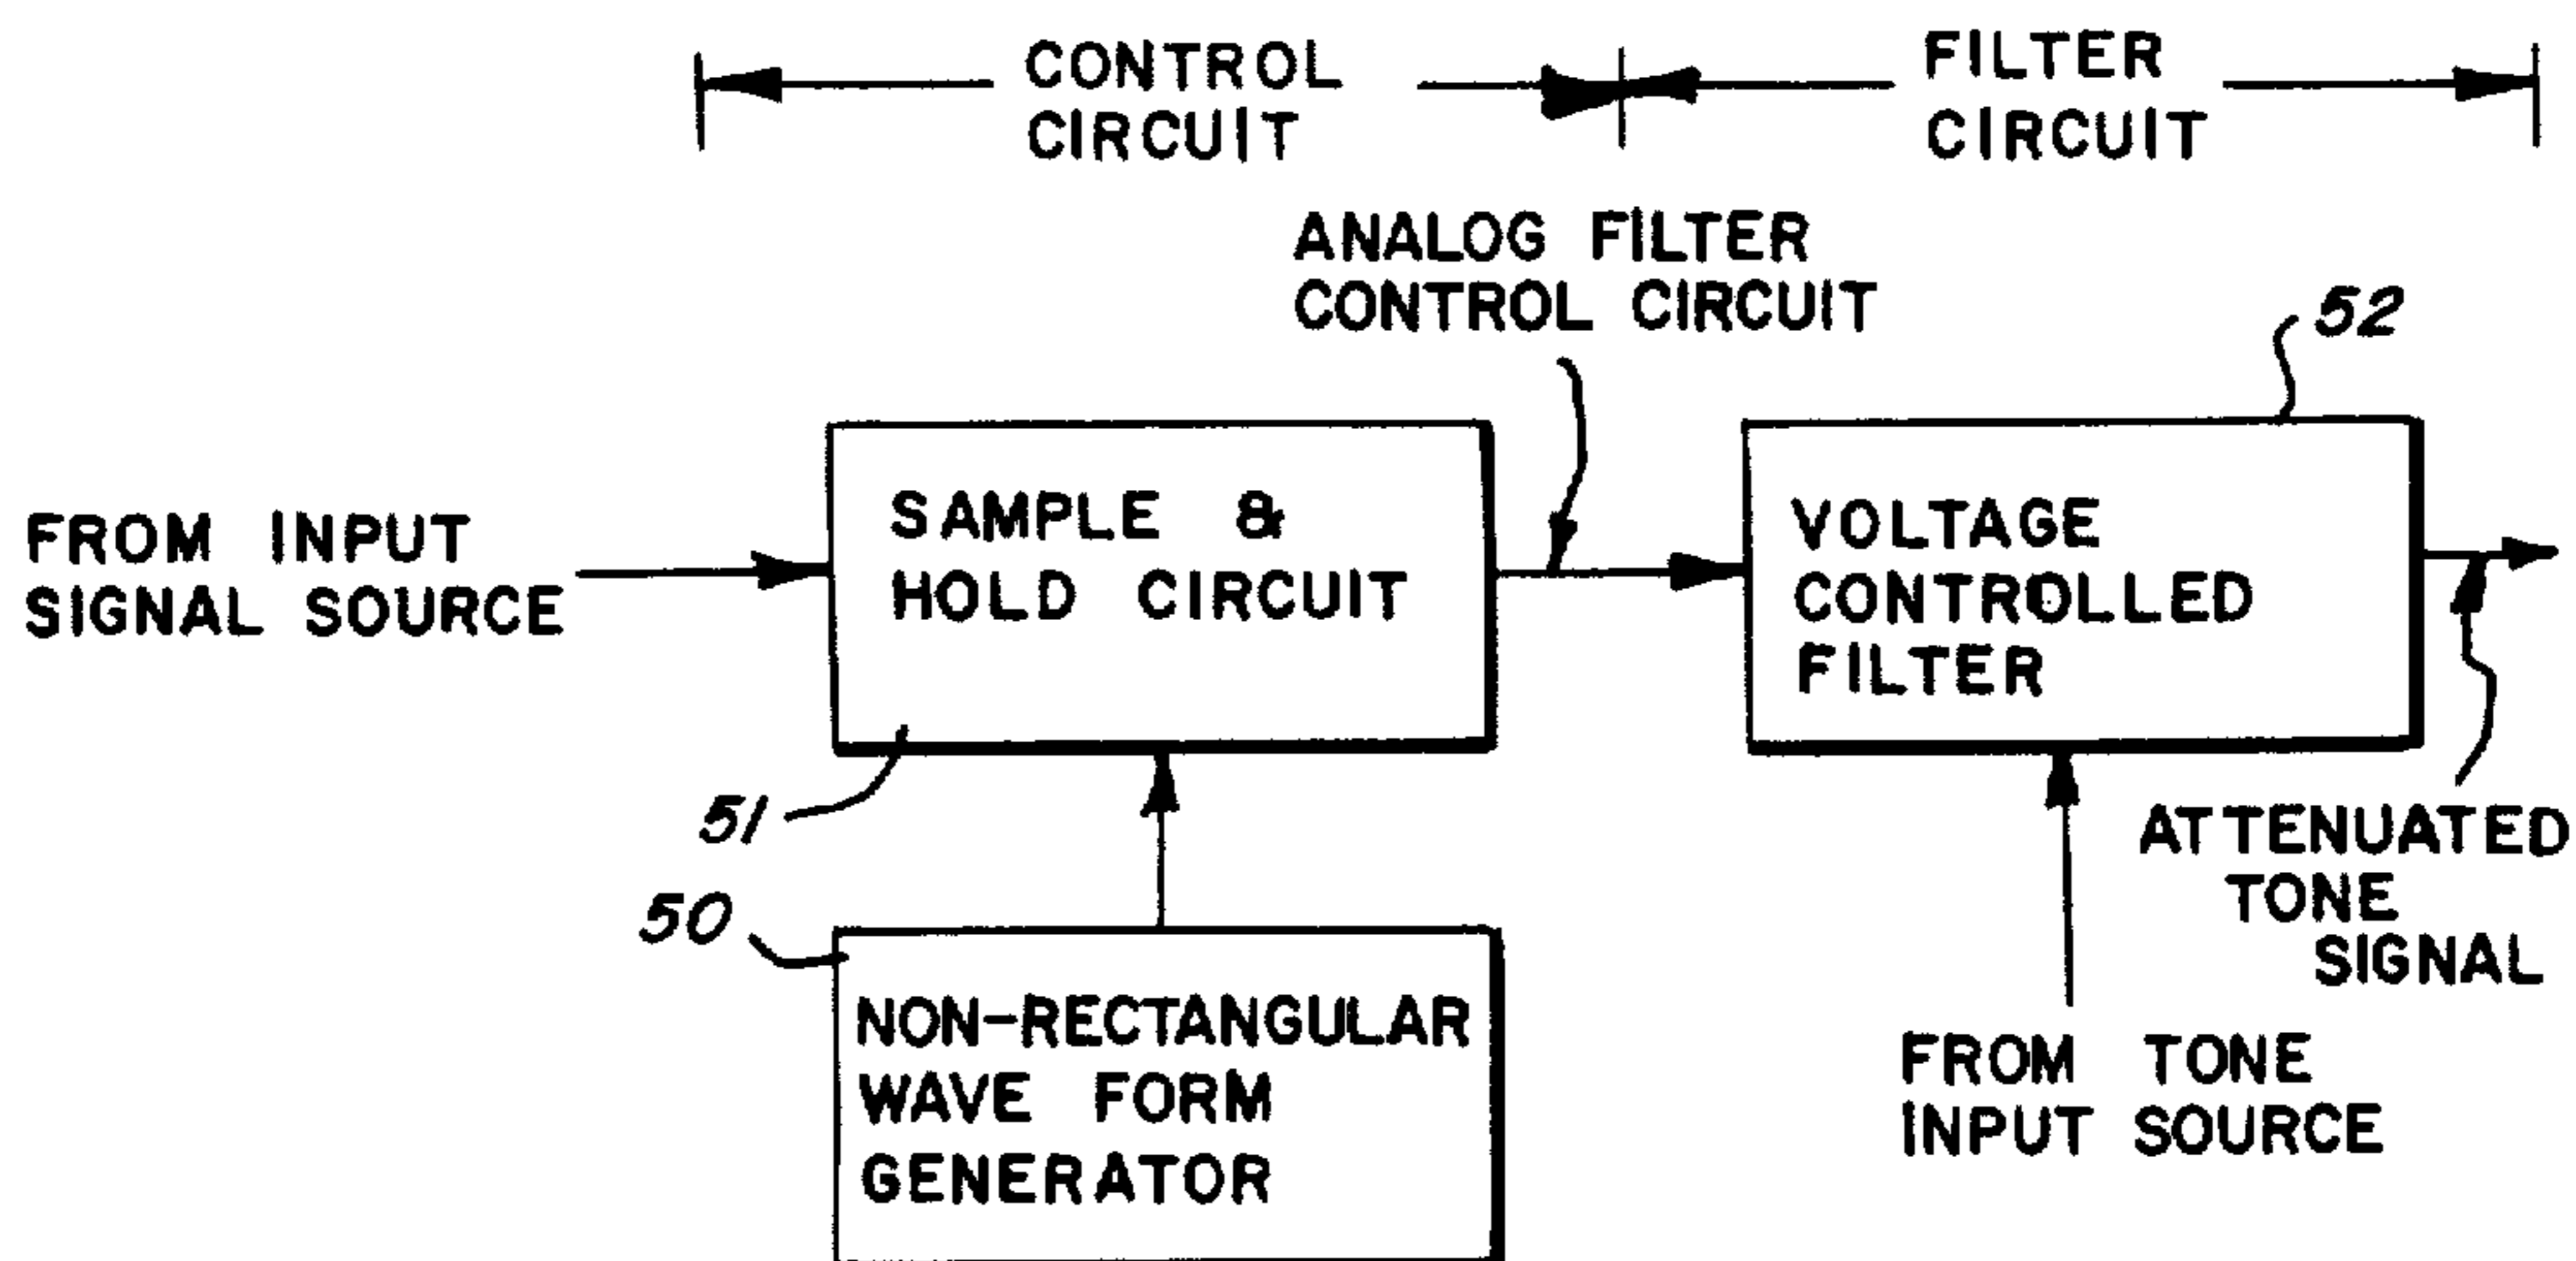 CONTROL
CIRCUIT
FILTER
CIRCUIT
ANALOG FILTER
CONTROL CIRCUIT
52
FROM INPUT
SIGNAL SOURCE
SAMPLE &
HOLD CIRCUIT
VOLTAGE
CONTROLLED
FILTER
51
50
NON-RECTANGULAR
WAVE FORM
GENERATOR
ATTENUATED
TONE
SIGNAL
FROM TONE
INPUT SOURCE